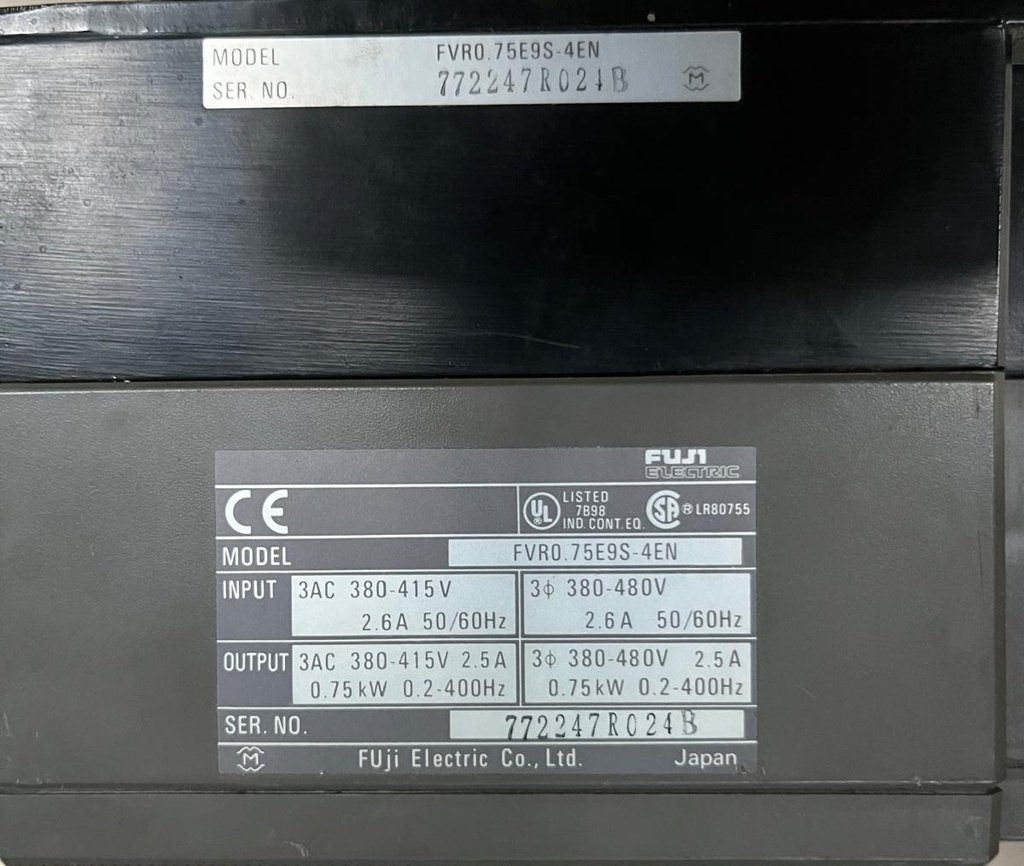 MODEL FVR0.75E9S-4EN
SER. NO. 772247R024B
FUJI
ELECTRIC
CE
UL LISTED
7B98
IND. CONT. EQ.
SA ® LR80755
MODEL FVR0.75E9S-4EN
INPUT 3AC 380-415V 3ϕ 380-480V
2.6A 50/60Hz 2.6A 50/60Hz
OUTPUT 3AC 380-415V 2.5A 3ϕ 380-480V 2.5A
0.75kW 0.2-400Hz 0.75kW 0.2-400Hz
SER. NO. 772247R024B
M FUji Electric Co., Ltd. Japan